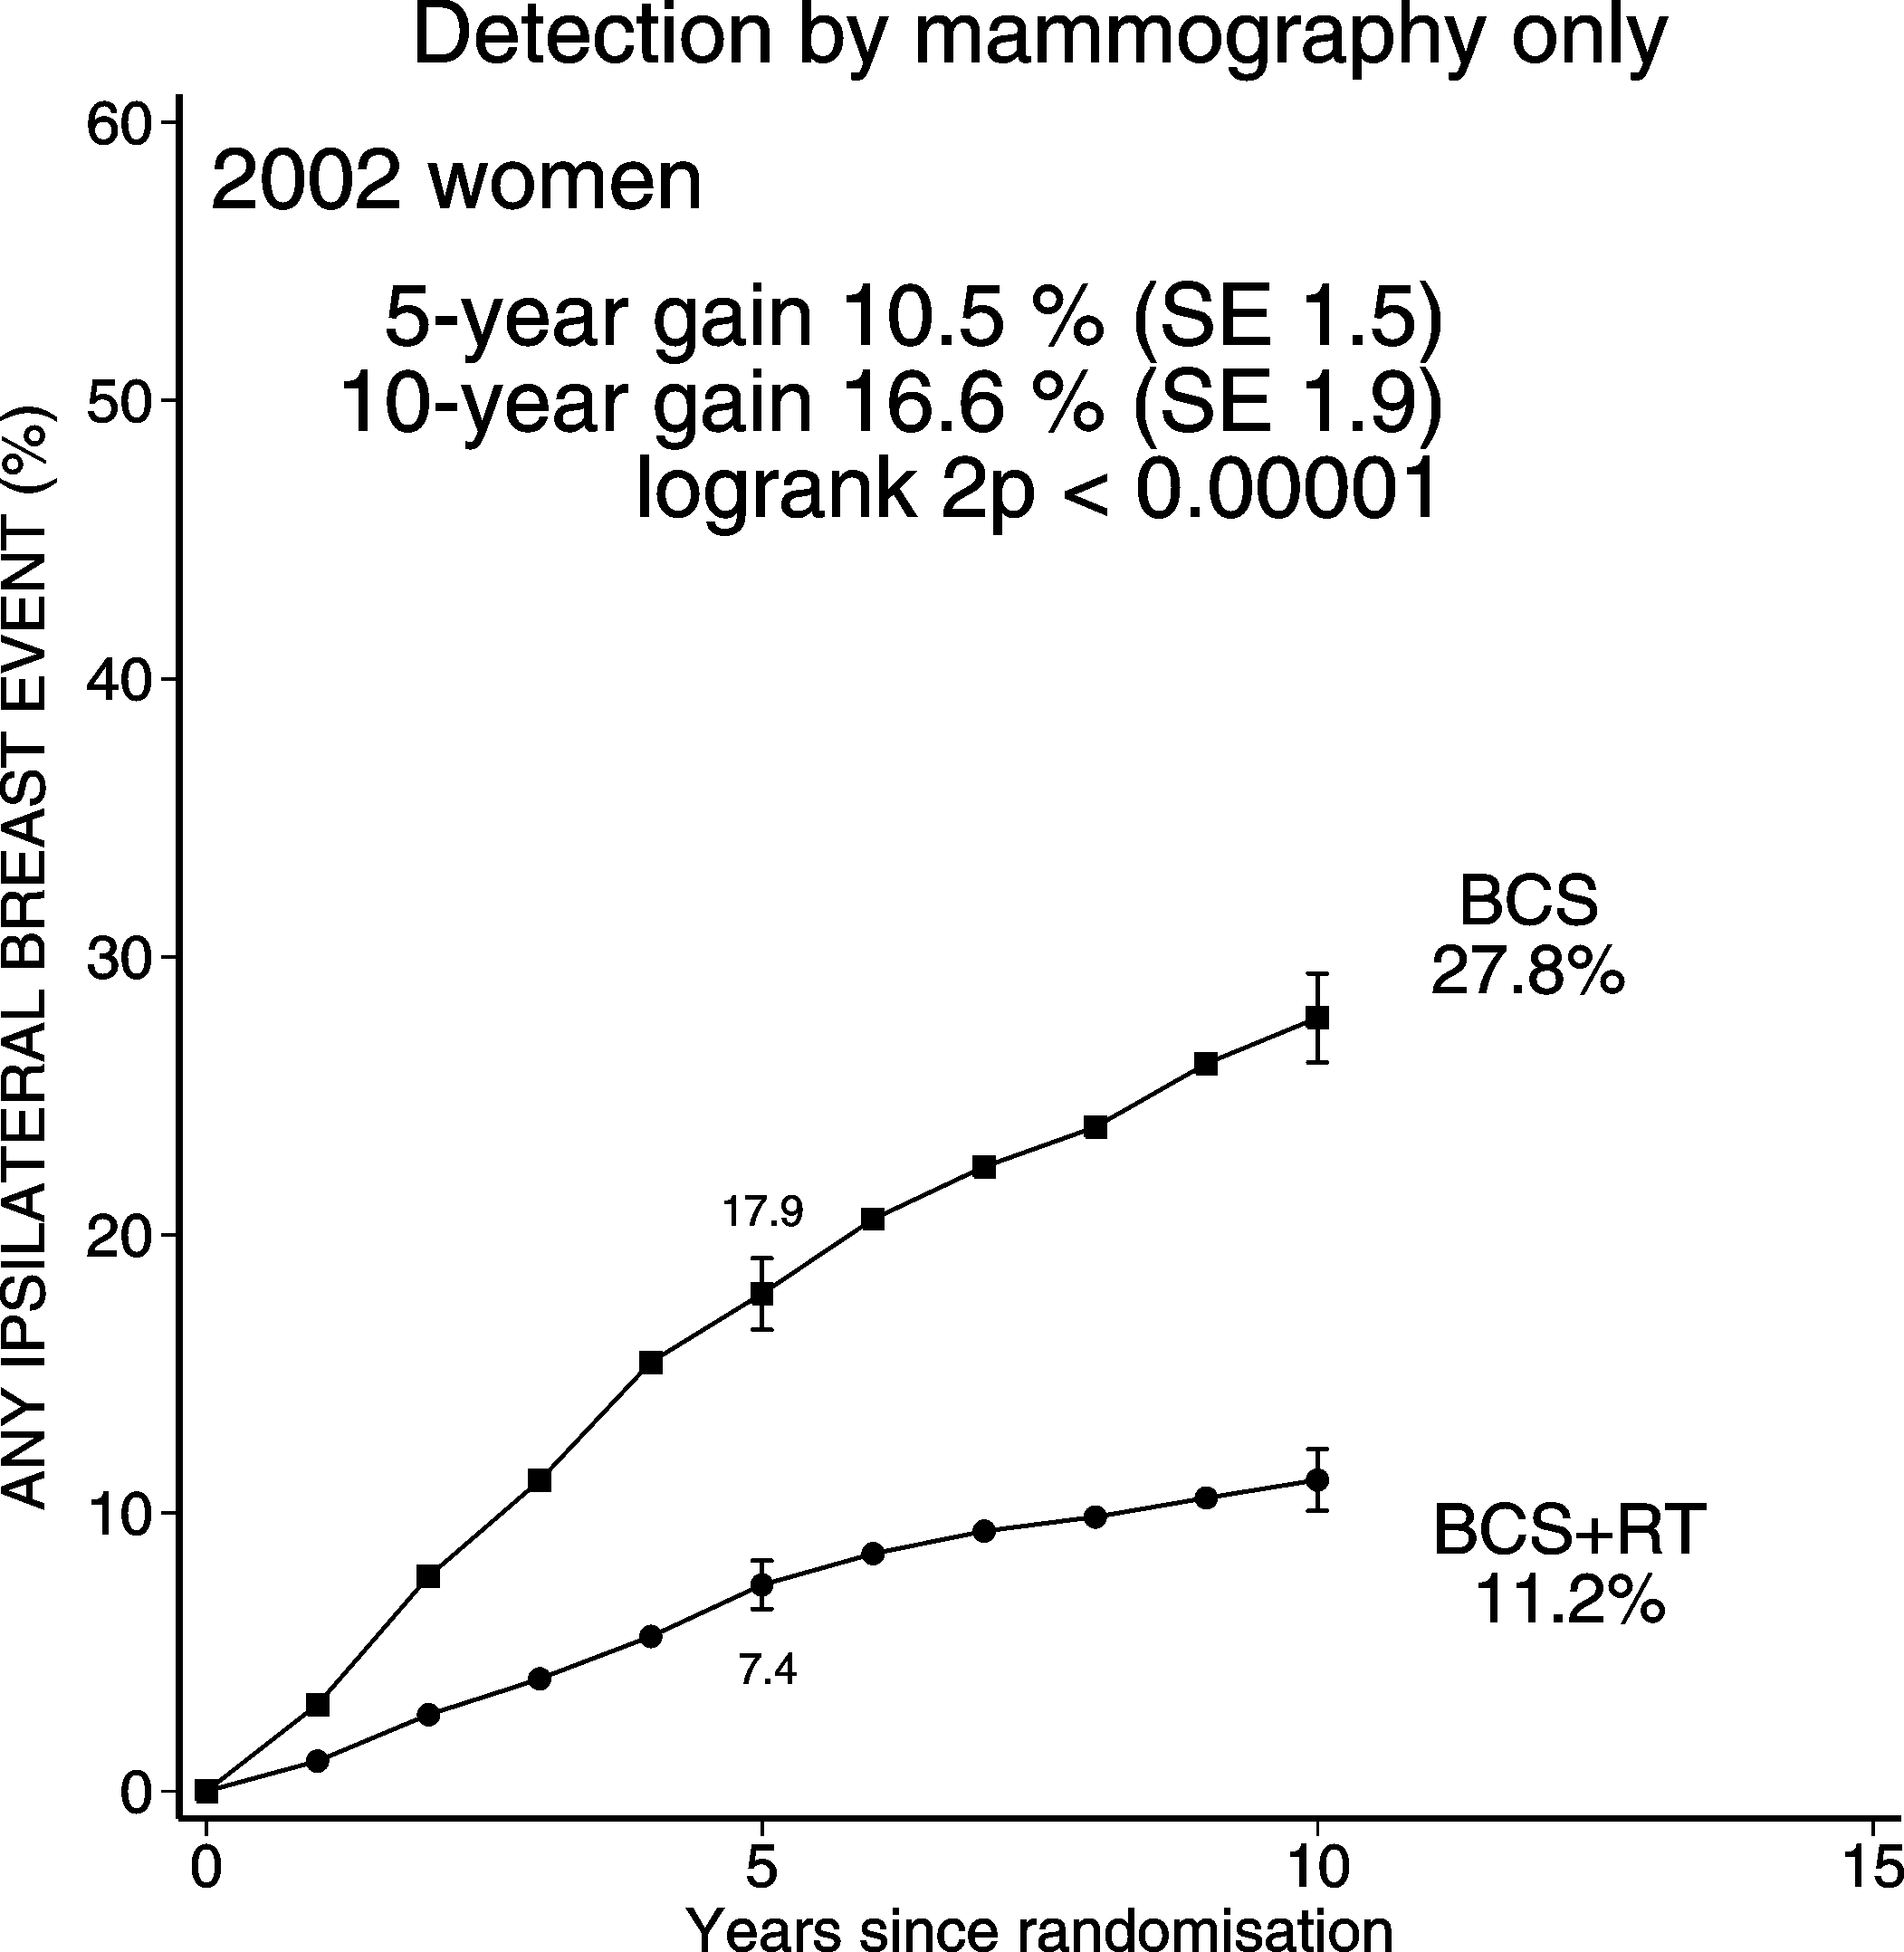 Detection by mammography only
60
2002 women
5-year gain 10.5 % (SE 1.5)
10-year gain 16.6 % (SE 1.9)
logrank 2p < 0.00001
50
40
30
20
10
0
ANY IPSILATERAL BREAST EVENT (%)
BCS
27.8%
17.9
BCS+RT
11.2%
7.4
0
5
10
15
Years since randomisation